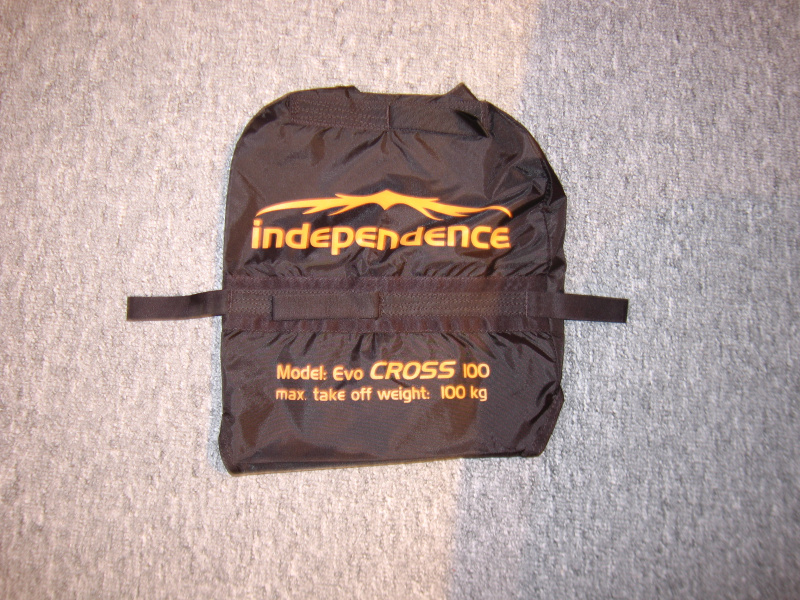 independence
Model: Evo CROSS 100
max. take off weight: 100 kg